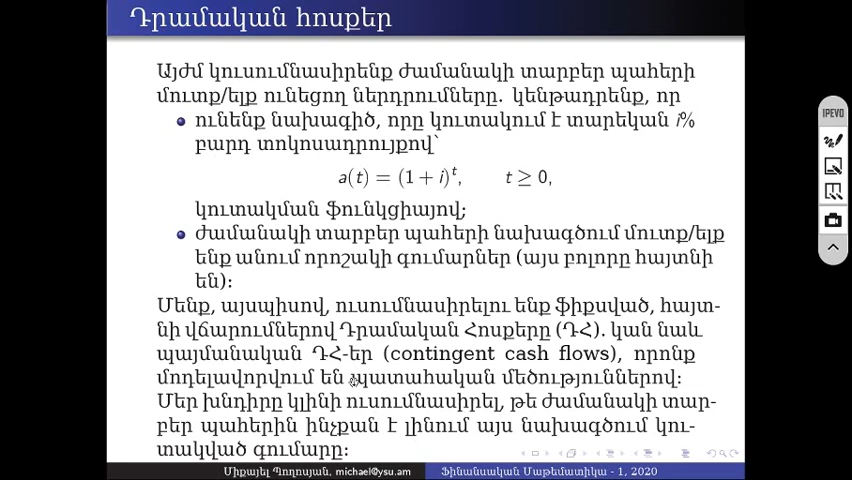 Դրամական հոսքեր
Այժմ կուսումնասիրենք ժամանակի տարբեր պահերի
մուտք/ելք ունեցող ներդրումները. կենթադրենք, որ
ունենք նախագիծ, որը կուտակում է տարեկան i%
բարդ տոկոսադրույքով՝
a(t) = (1 + i)^t, t ≥ 0,
կուտակման ֆունկցիայով;
ժամանակի տարբեր պահերի նախագծում մուտք/ելք
ենք անում որոշակի գումարներ (այս բոլորը հայտնի
են)։
Մենք, այսպիսով, ուսումնասիրելու ենք ֆիքսված, հայտ-
նի վճարումներով Դրամական Հոսքերը (ԴՀ). կան նաև
պայմանական ԴՀ-եր (contingent cash flows), որոնք
մոդելավորվում են պատահական մեծություններով։
Մեր խնդիրը կլինի ուսումնասիրել, թե ժամանակի տար-
բեր պահերին ինչքան է լինում այս նախագծում կու-
տակված գումարը։
Միքայել Պողոսյան, michael@ysu.am Ֆինանսական Մաթեմատիկա - 1, 2020
IPEVO